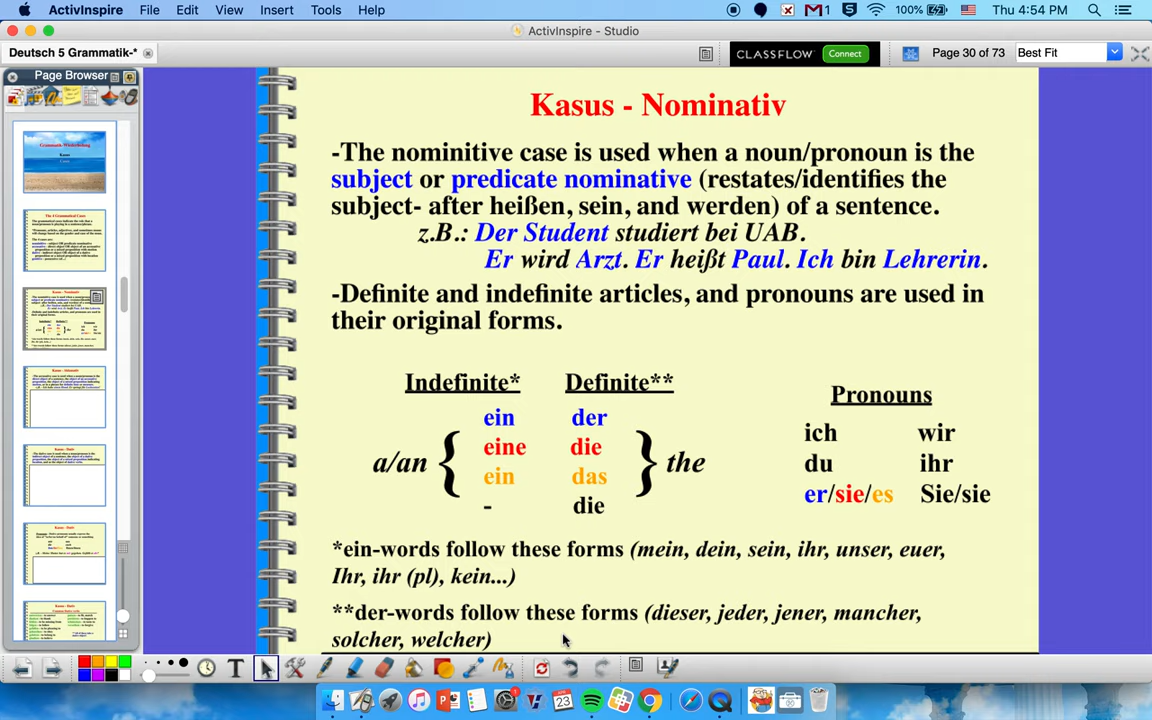 ActivInspire File Edit View Insert Tools Help 1 100% Thu 4:54 PM
ActivInspire - Studio
Deutsch 5 Grammatik-*
CLASSFLOW Connect Page 30 of 73 Best Fit
Page Browser
Kasus - Nominativ
-The nominitive case is used when a noun/pronoun is the
subject or predicate nominative (restates/identifies the
subject- after heißen, sein, and werden) of a sentence.
z.B.: Der Student studiert bei UAB.
Er wird Arzt. Er heißt Paul. Ich bin Lehrerin.
-Definite and indefinite articles, and pronouns are used in
their original forms.
Indefinite* Definite** Pronouns
ein der
ich wir
eine die
a/an { } the
du ihr
ein das
er/sie/es Sie/sie
- die
*ein-words follow these forms (mein, dein, sein, ihr, unser, euer,
Ihr, ihr (pl), kein...)
**der-words follow these forms (dieser, jeder, jener, mancher,
solcher, welcher)
T
23